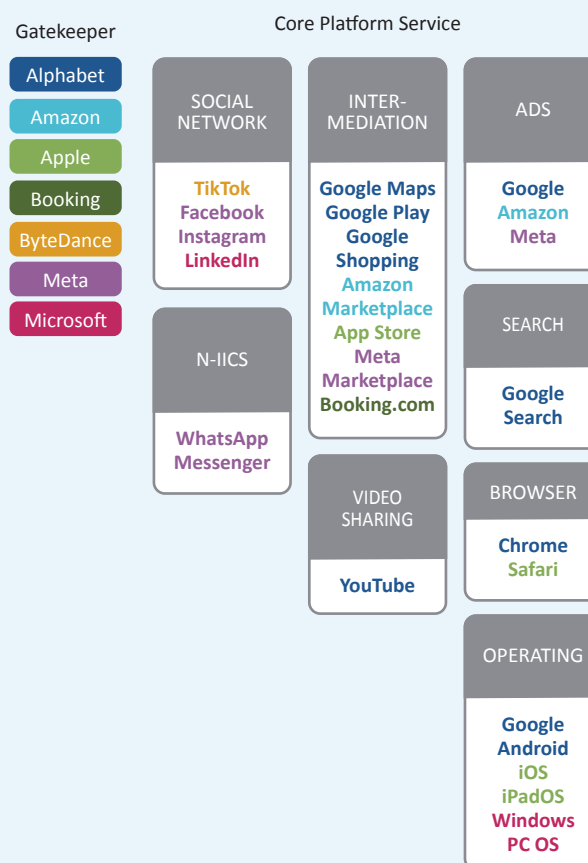 Gatekeeper
Alphabet
Amazon
Apple
Booking
ByteDance
Meta
Microsoft
Core Platform Service
SOCIAL
NETWORK
TikTok
Facebook
Instagram
LinkedIn
N-IICS
WhatsApp
Messenger
INTER-
MEDIATION
Google Maps
Google Play
Google
Shopping
Amazon
Marketplace
App Store
Meta
Marketplace
Booking.com
VIDEO
SHARING
YouTube
ADS
Google
Amazon
Meta
SEARCH
Google
Search
BROWSER
Chrome
Safari
OPERATING
Google
Android
iOS
iPadOS
Windows
PC OS